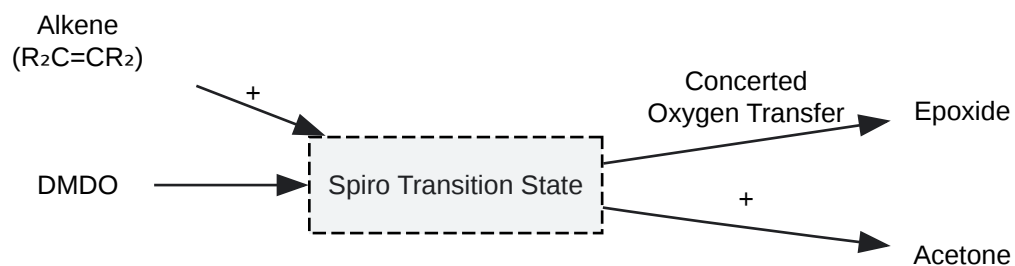 Alkene
(R₂C=CR₂)
+
DMDO
Spiro Transition State
Concerted
Oxygen Transfer
Epoxide
+
Acetone